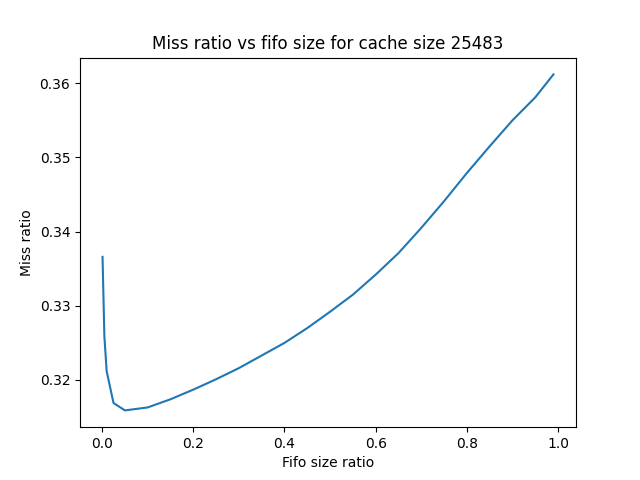 Miss ratio vs fifo size for cache size 25483
0.36
0.35
0.34
0.33
0.32
Miss ratio
0.0 0.2 0.4 0.6 0.8 1.0
Fifo size ratio